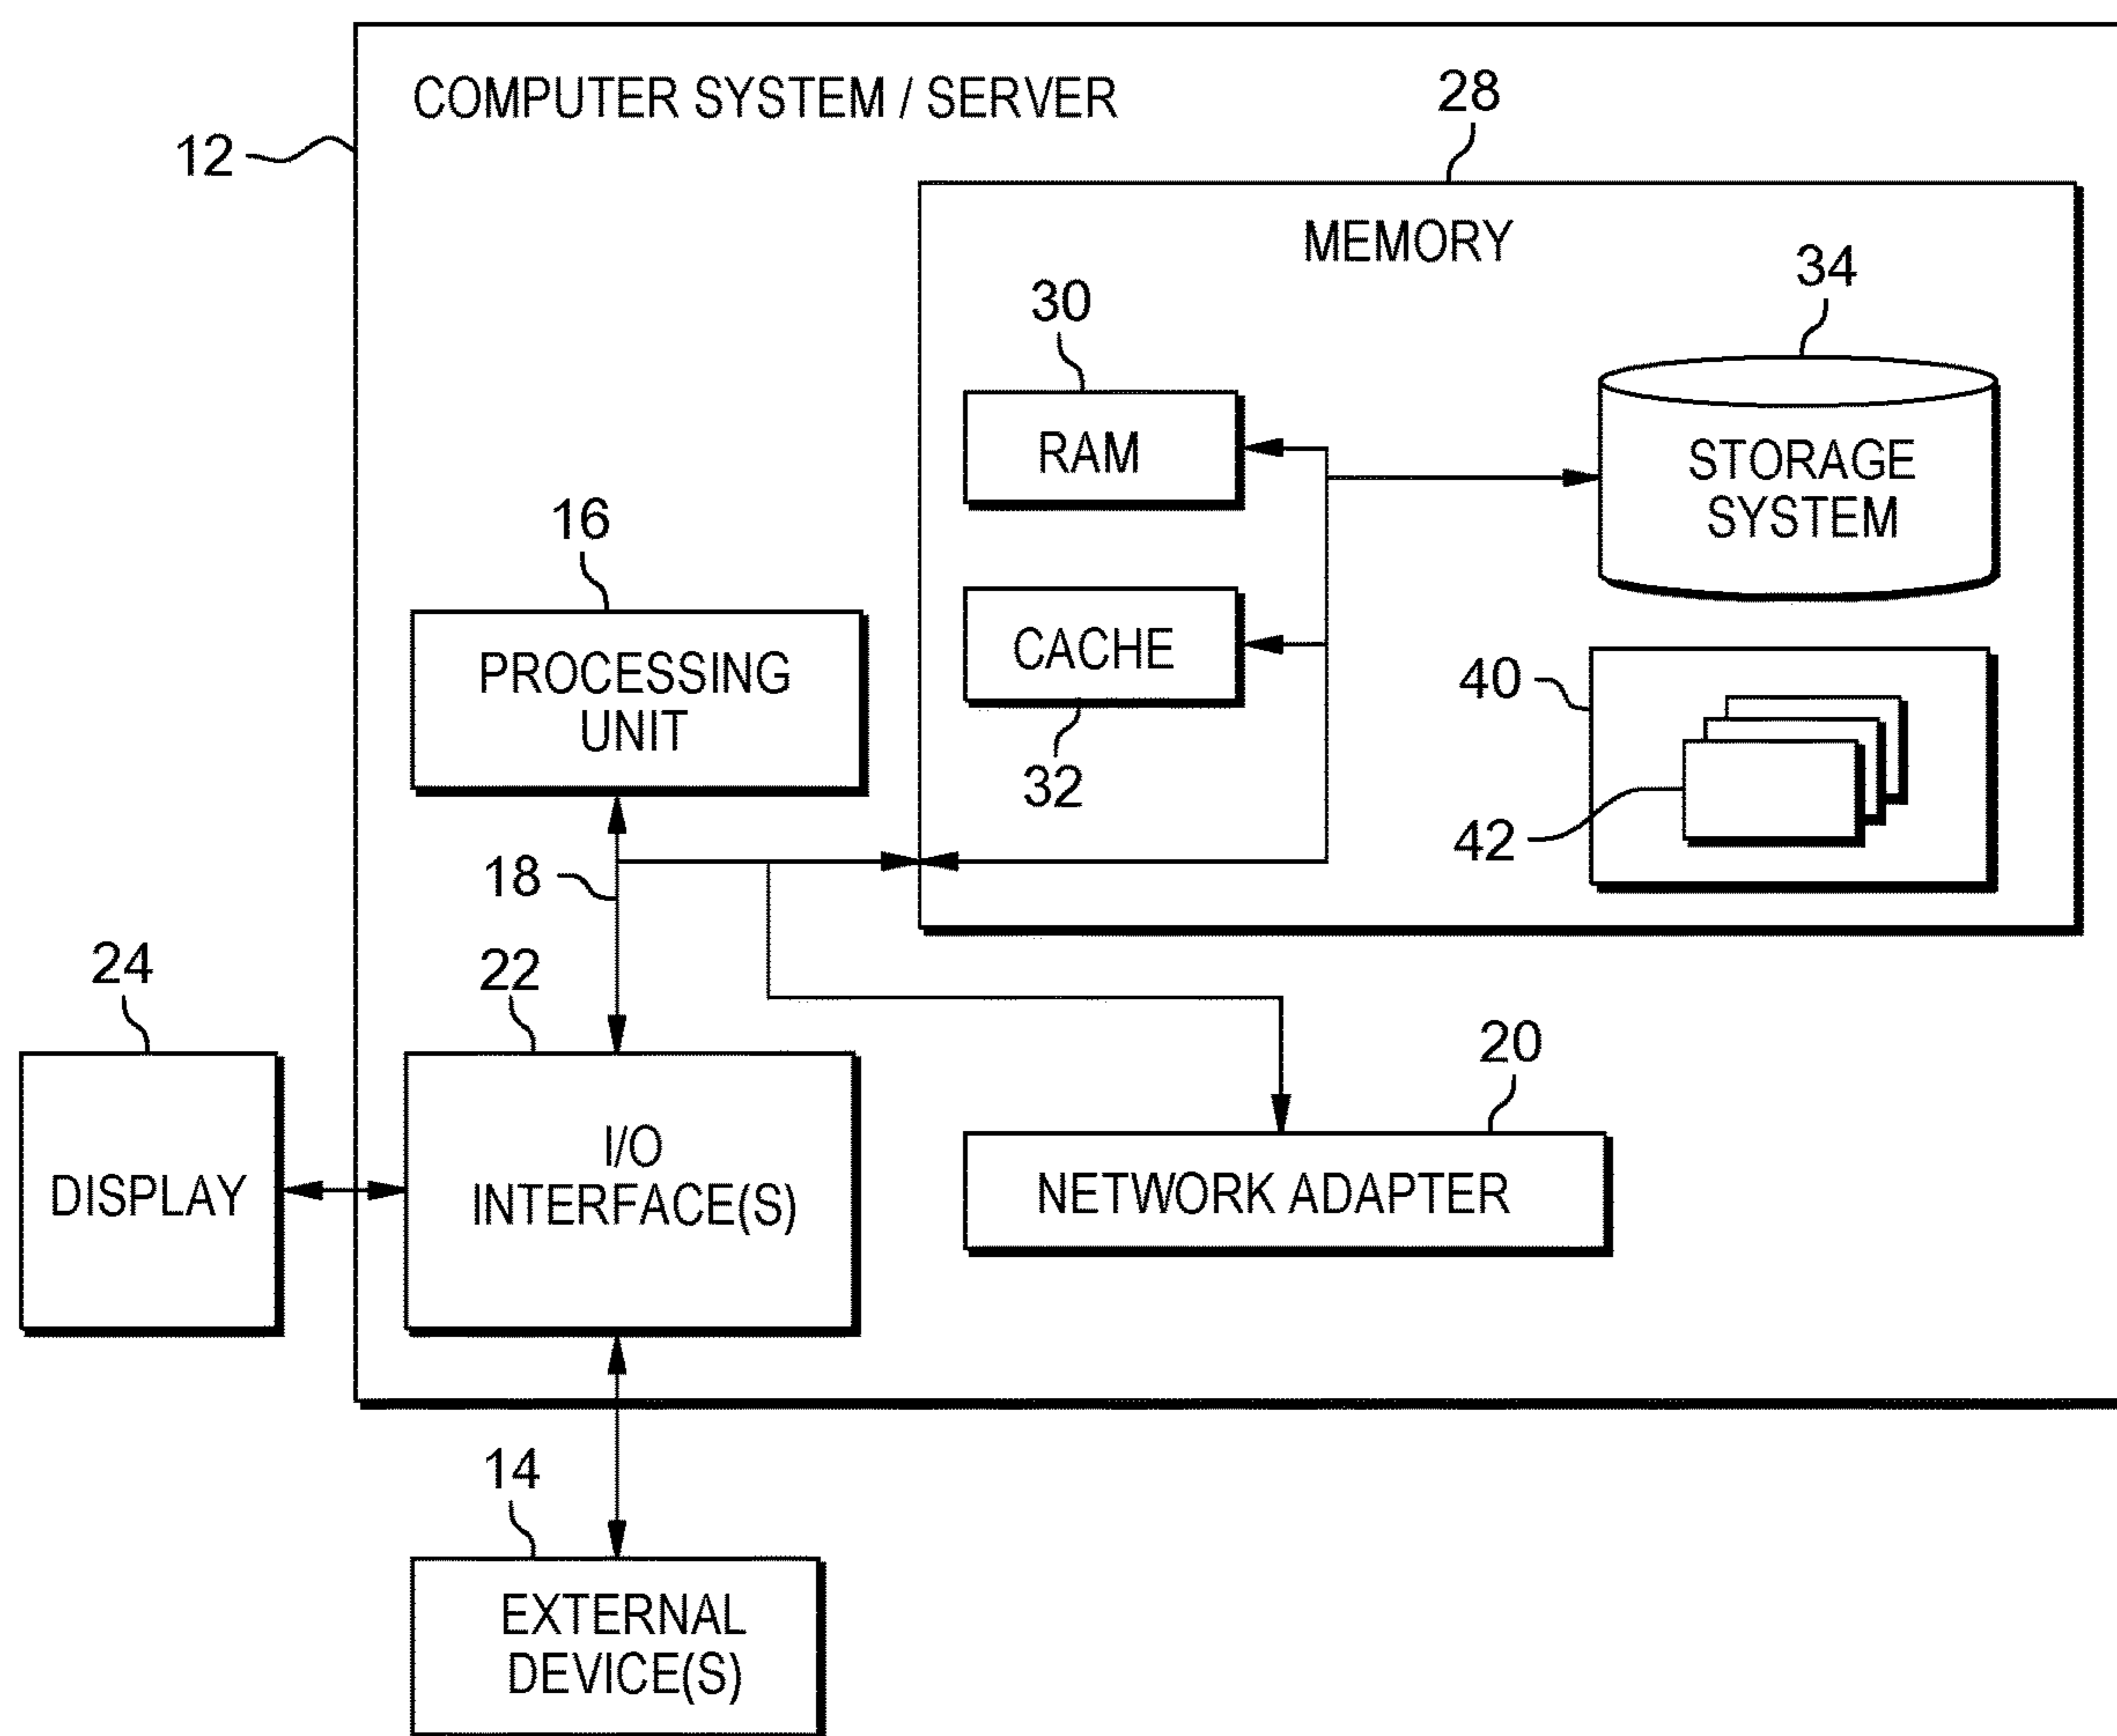 COMPUTER SYSTEM / SERVER
12
28
MEMORY
30
34
RAM
STORAGE
SYSTEM
16
PROCESSING
UNIT
CACHE
32
40
42
18
24
22
20
DISPLAY
I/O
INTERFACE(S)
NETWORK ADAPTER
14
EXTERNAL
DEVICE(S)